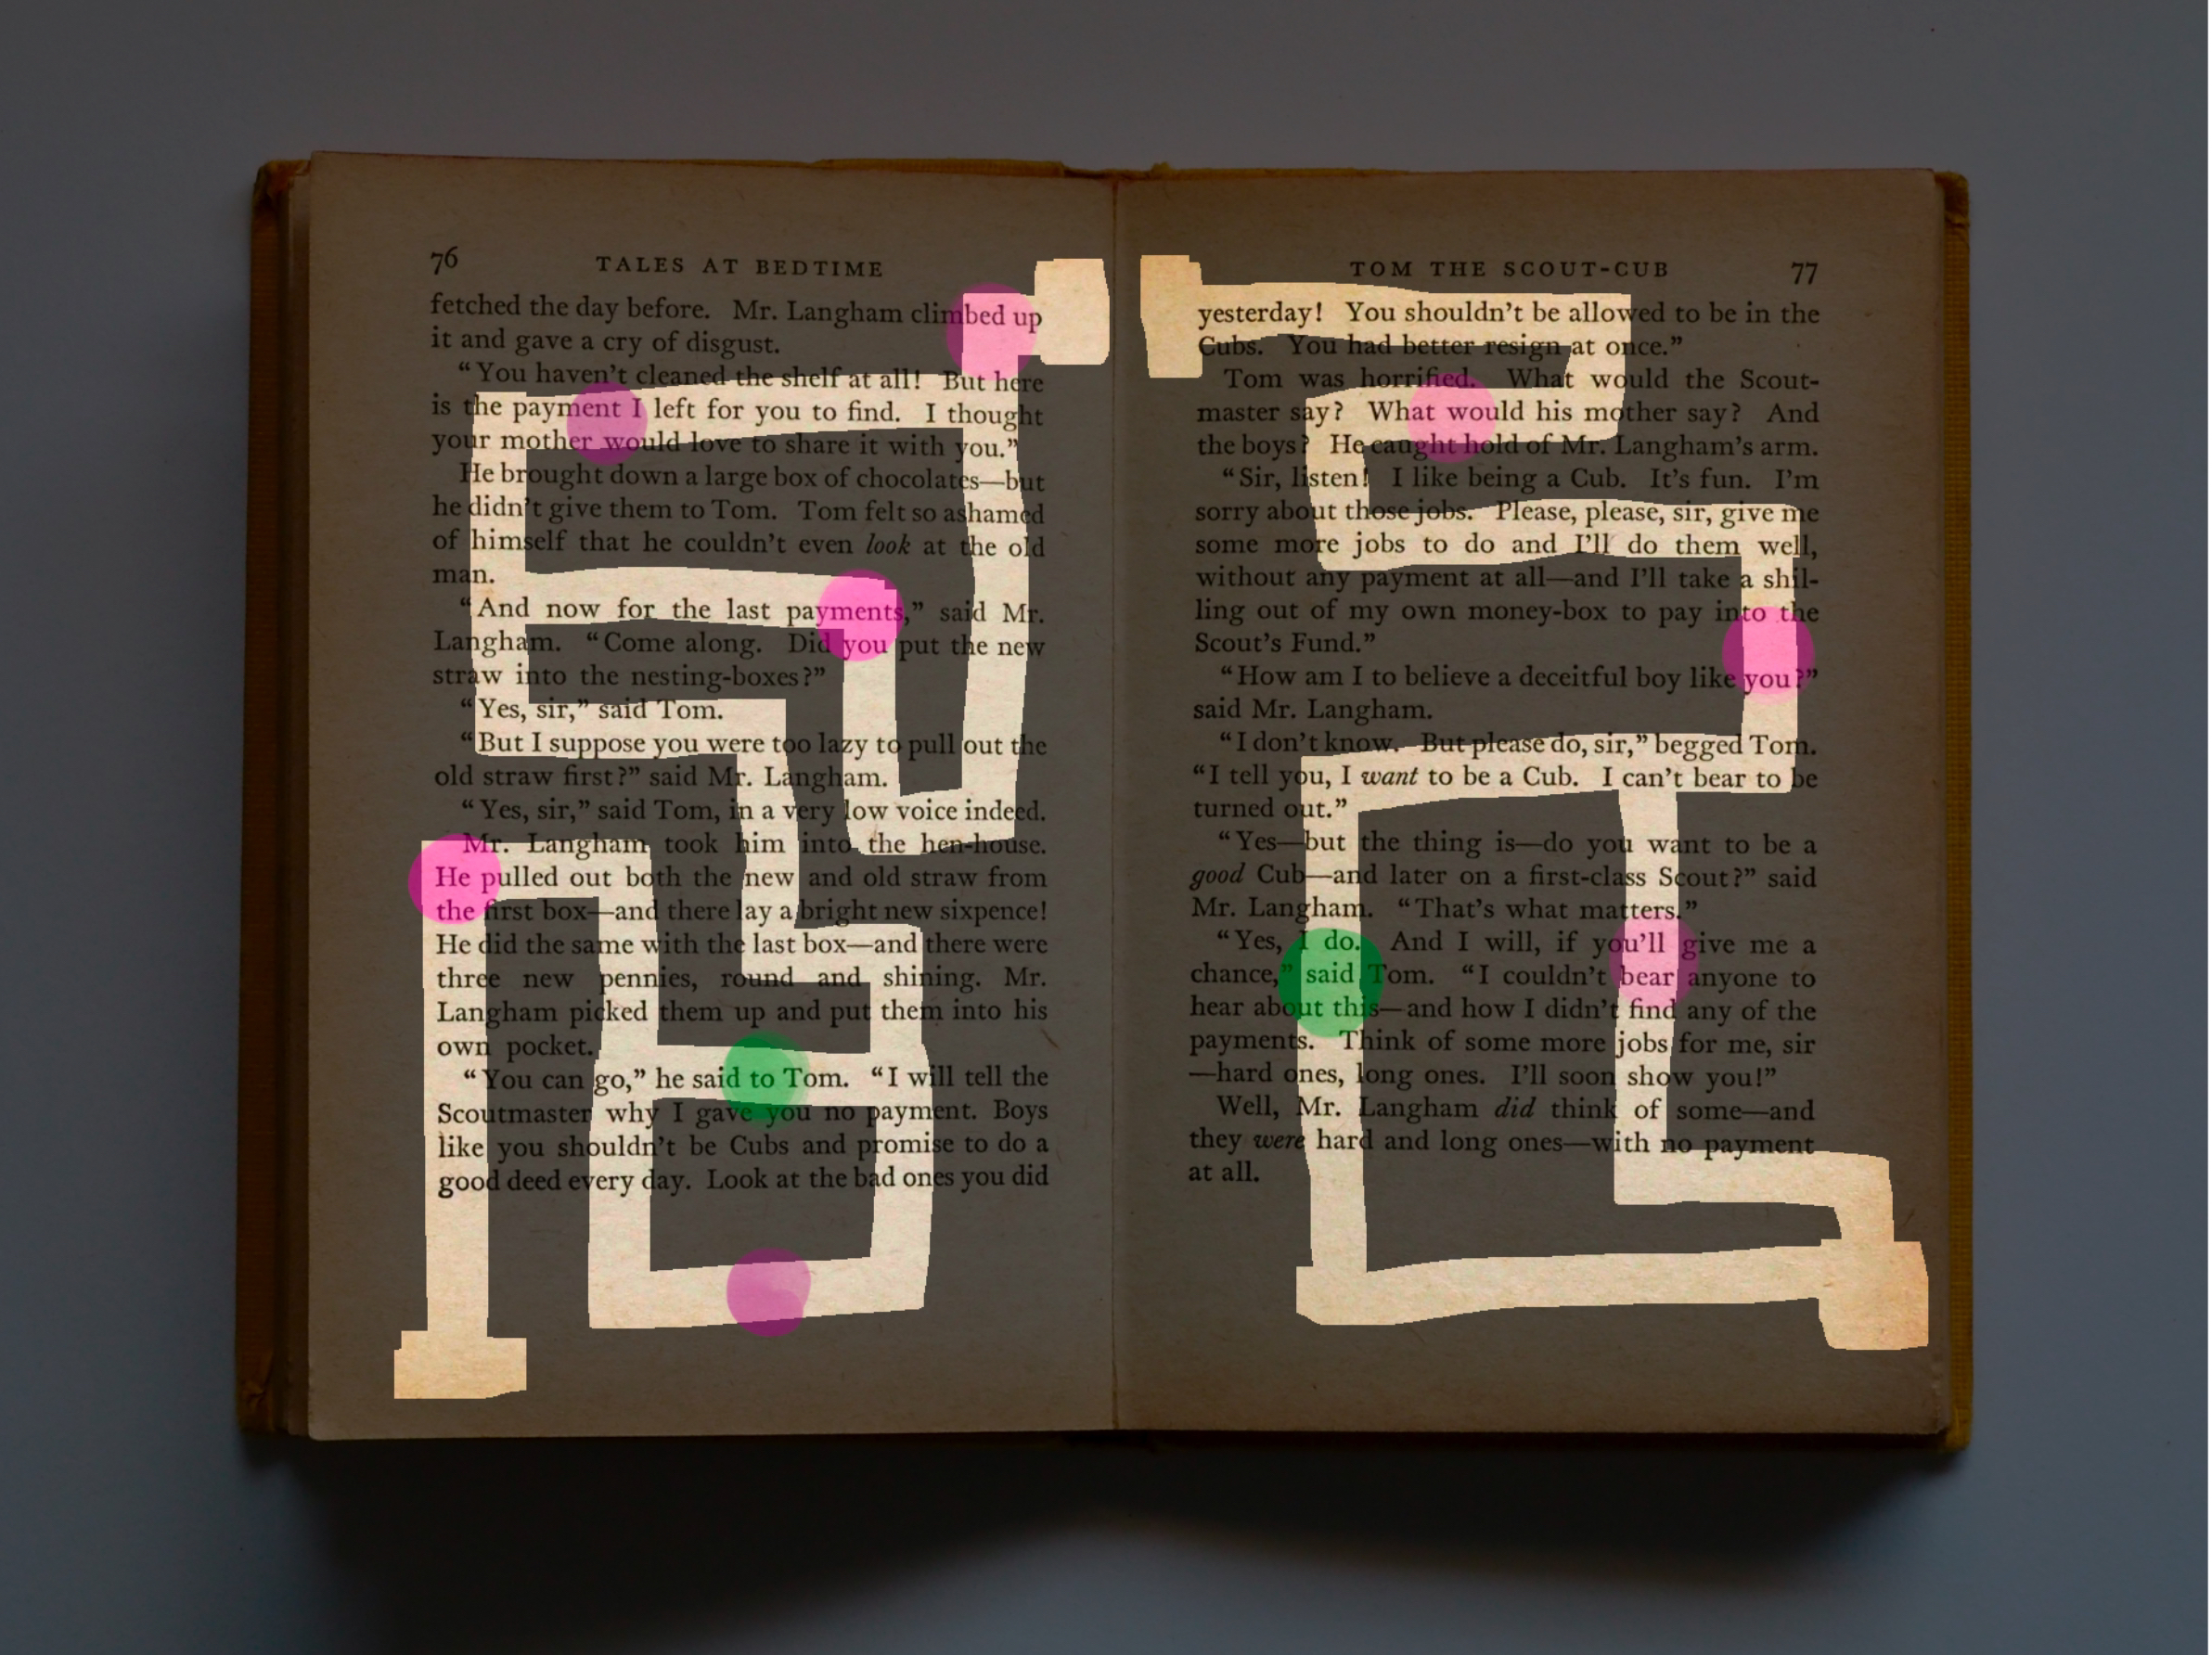 76
TALES AT BEDTIME
fetched the day before. Mr. Langham climbed up
it and gave a cry of disgust.
“You haven’t cleaned the shelf at all! But here
is the payment I left for you to find. I thought
your mother would love to share it with you.”
He brought down a large box of chocolates—but
he didn’t give them to Tom. Tom felt so ashamed
of himself that he couldn’t even look at the old
man.
“And now for the last payments,” said Mr.
Langham. “Come along. Did you put the new
straw into the nesting-boxes?”
“Yes, sir,” said Tom.
“But I suppose you were too lazy to pull out the
old straw first?” said Mr. Langham.
“Yes, sir,” said Tom, in a very low voice indeed.
Mr. Langham took him into the hen-house.
He pulled out both the new and old straw from
the first box—and there lay a bright new sixpence!
He did the same with the last box—and there were
three new pennies, round and shining. Mr.
Langham picked them up and put them into his
own pocket.
“You can go,” he said to Tom. “I will tell the
Scoutmaster why I gave you no payment. Boys
like you shouldn’t be Cubs and promise to do a
good deed every day. Look at the bad ones you did
TOM THE SCOUT-CUB
77
yesterday! You shouldn’t be allowed to be in the
Cubs. You had better resign at once.”
Tom was horrified. What would the Scout-
master say? What would his mother say? And
the boys? He caught hold of Mr. Langham’s arm.
“Sir, listen! I like being a Cub. It’s fun. I’m
sorry about those jobs. Please, please, sir, give me
some more jobs to do and I’ll do them well,
without any payment at all—and I’ll take a shil-
ling out of my own money-box to pay into the
Scout’s Fund.”
“How am I to believe a deceitful boy like you?”
said Mr. Langham.
“I don’t know. But please do, sir,” begged Tom.
“I tell you, I want to be a Cub. I can’t bear to be
turned out.”
“Yes—but the thing is—do you want to be a
good Cub—and later on a first-class Scout?” said
Mr. Langham. “That’s what matters.”
“Yes, I do. And I will, if you’ll give me a
chance,” said Tom. “I couldn’t bear anyone to
hear about this—and how I didn’t find any of the
payments. Think of some more jobs for me, sir
—hard ones, long ones. I’ll soon show you!”
Well, Mr. Langham did think of some—and
they were hard and long ones—with no payment
at all.